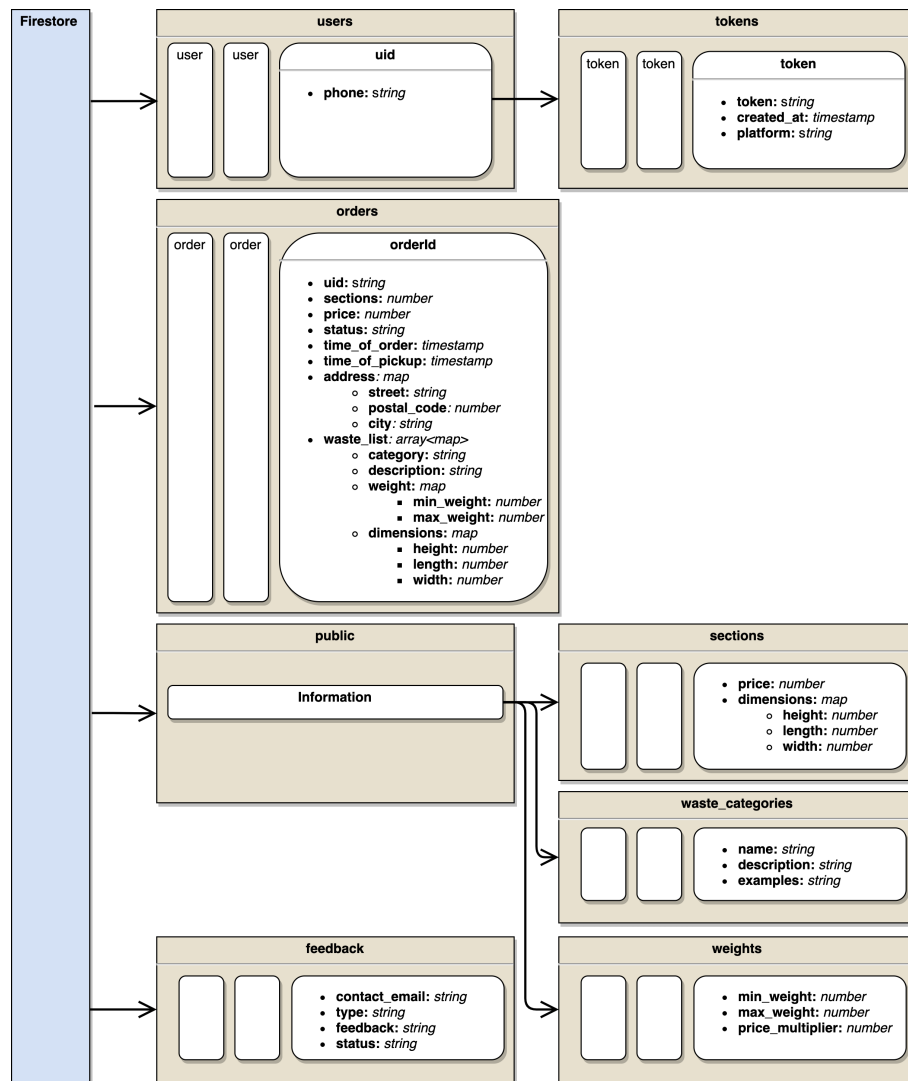 Firestore
users
user
user
uid
phone: string
tokens
token
token
token
token: string
created_at: timestamp
platform: string
orders
order
order
orderId
uid: string
sections: number
price: number
status: string
time_of_order: timestamp
time_of_pickup: timestamp
address: map
street: string
postal_code: number
city: string
waste_list: array<map>
category: string
description: string
weight: map
min_weight: number
max_weight: number
dimensions: map
height: number
length: number
width: number
public
Information
sections
price: number
dimensions: map
height: number
length: number
width: number
waste_categories
name: string
description: string
examples: string
feedback
contact_email: string
type: string
feedback: string
status: string
weights
min_weight: number
max_weight: number
price_multiplier: number